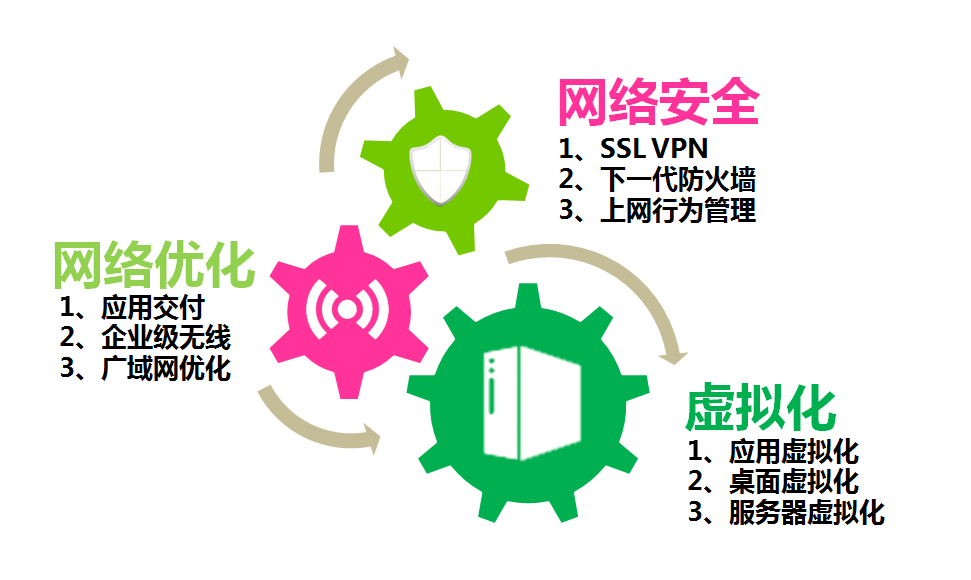 网络安全
1、SSL VPN
2、下一代防火墙
3、上网行为管理
网络优化
1、应用交付
2、企业级无线
3、广域网优化
虚拟化
1、应用虚拟化
2、桌面虚拟化
3、服务器虚拟化